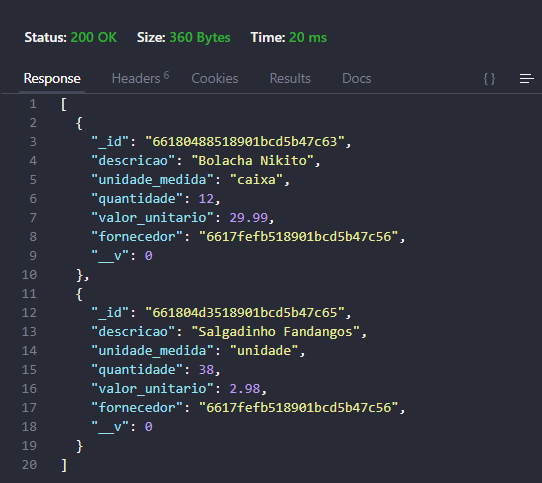 Status: 200 OK Size: 360 Bytes Time: 20 ms
Response Headers 6 Cookies Results Docs { }
1 [
2 {
3 "_id": "66180488518901bcd5b47c63",
4 "descricao": "Bolacha Nikito",
5 "unidade_medida": "caixa",
6 "quantidade": 12,
7 "valor_unitario": 29.99,
8 "fornecedor": "6617fefb518901bcd5b47c56",
9 "__v": 0
10 },
11 {
12 "_id": "661804d3518901bcd5b47c65",
13 "descricao": "Salgadinho Fandangos",
14 "unidade_medida": "unidade",
15 "quantidade": 38,
16 "valor_unitario": 2.98,
17 "fornecedor": "6617fefb518901bcd5b47c56",
18 "__v": 0
19 }
20 ]